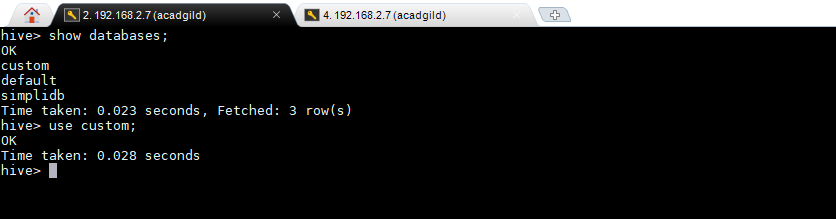 2. 192.168.2.7 (acadgild)
4. 192.168.2.7 (acadgild)
hive> show databases;
OK
custom
default
simplidb
Time taken: 0.023 seconds, Fetched: 3 row(s)
hive> use custom;
OK
Time taken: 0.028 seconds
hive>